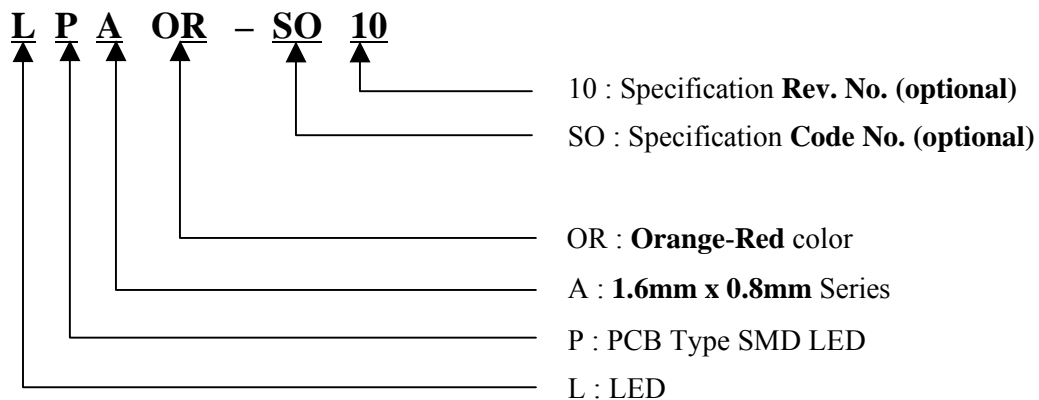 L P A OR – SO 10
10 : Specification Rev. No. (optional)
SO : Specification Code No. (optional)
OR : Orange-Red color
A : 1.6mm x 0.8mm Series
P : PCB Type SMD LED
L : LED